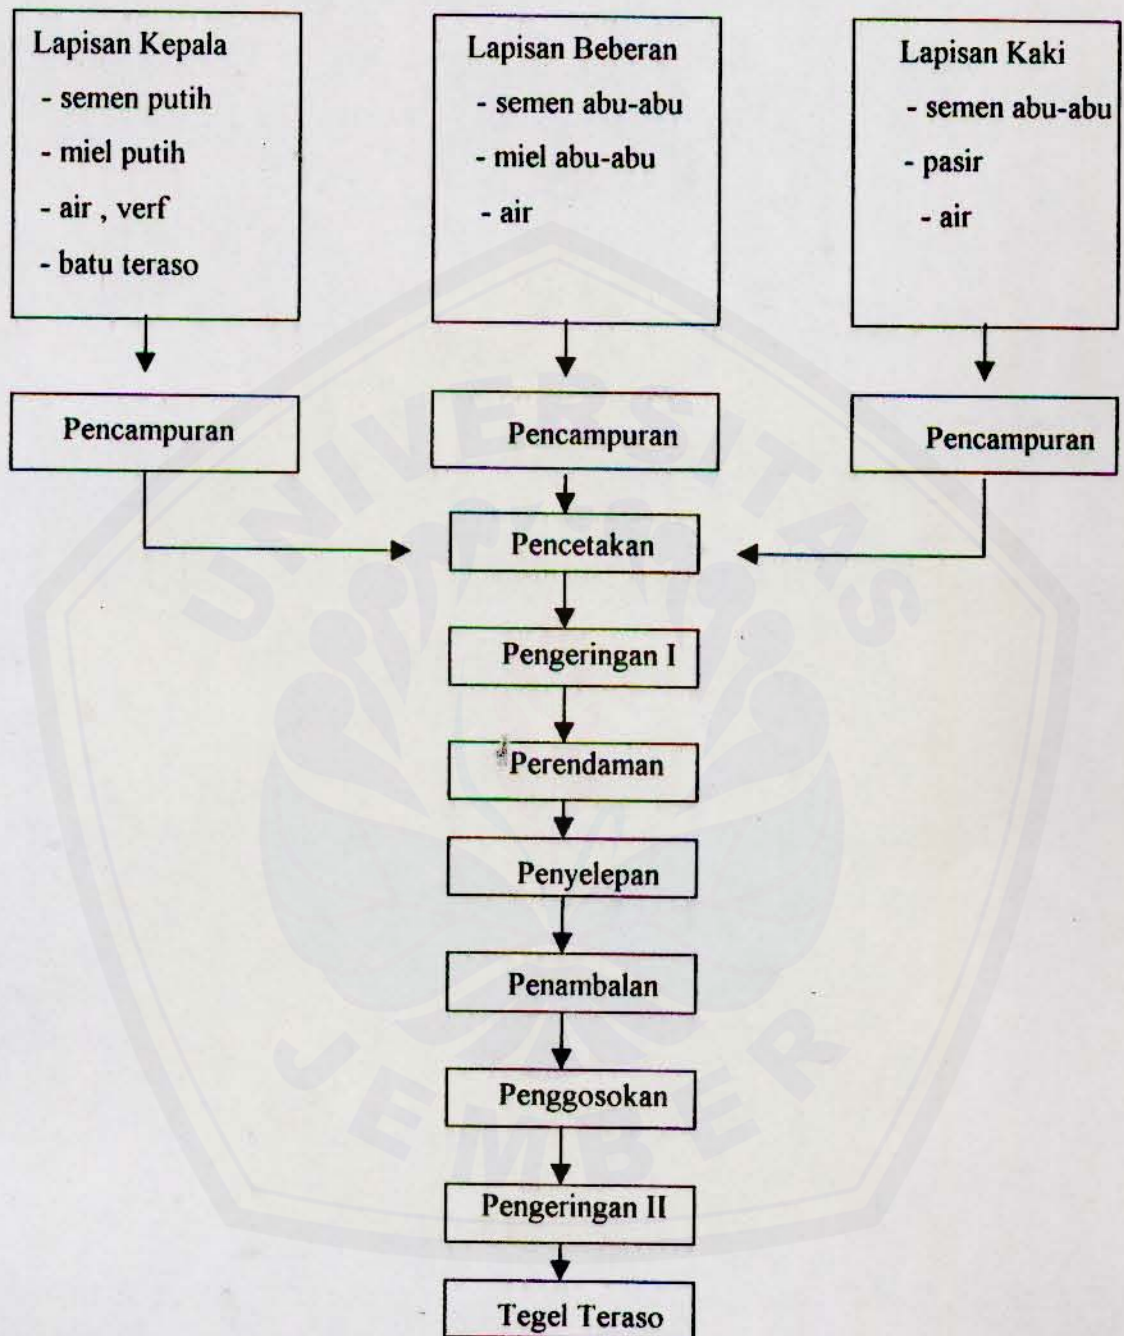 Lapisan Kepala
- semen putih
- miel putih
- air , verf
- batu teraso
Lapisan Beberan
- semen abu-abu
- miel abu-abu
- air
Lapisan Kaki
- semen abu-abu
- pasir
- air
Pencampuran
Pencampuran
Pencampuran
Pencetakan
Pengeringan I
Perendaman
Penyelepan
Penambalan
Penggosokan
Pengeringan II
Tegel Teraso
UNIVERSITAS
JEMBER